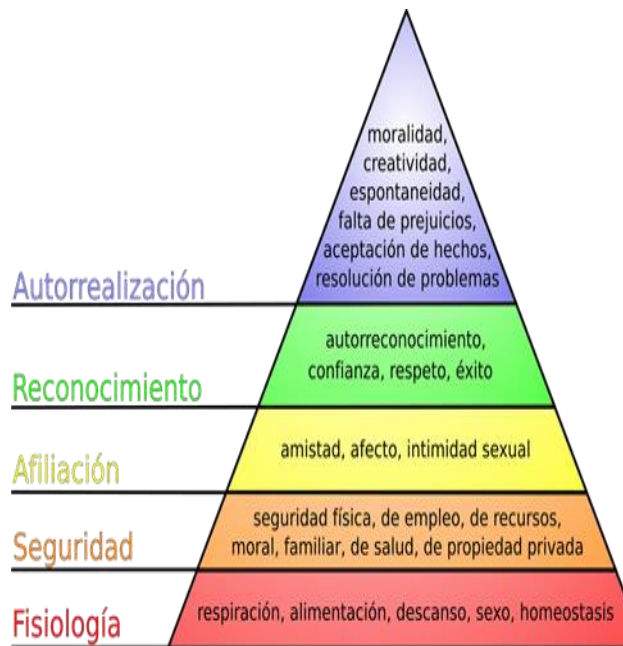 moralidad,
creatividad,
espontaneidad,
falta de prejuicios,
aceptación de hechos,
resolución de problemas
Autorrealización
autorreconocimiento,
confianza, respeto, éxito
Reconocimiento
amistad, afecto, intimidad sexual
Afiliación
seguridad física, de empleo, de recursos,
moral, familiar, de salud, de propiedad privada
Seguridad
respiración, alimentación, descanso, sexo, homeostasis
Fisiología